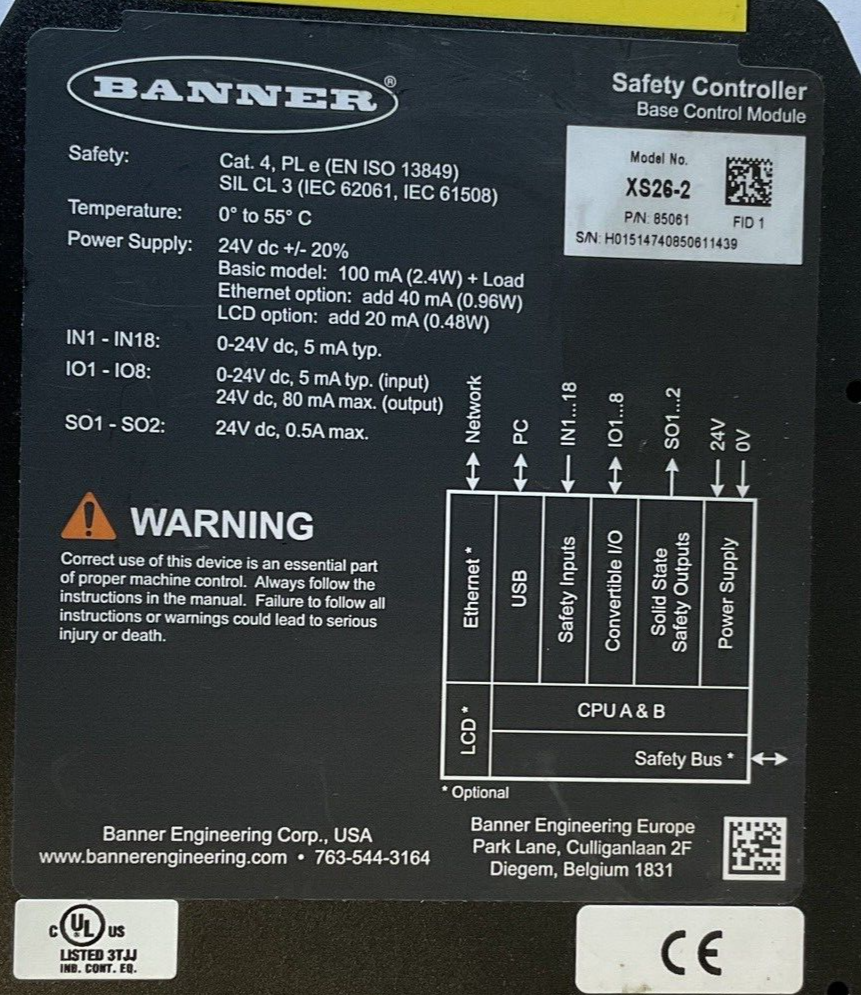 BANNER®
Safety Controller
Base Control Module
Model No.
XS26-2
P/N: 85061
FID 1
S/N: H01514740850611439
Safety: Cat. 4, PL e (EN ISO 13849)
SIL CL 3 (IEC 62061, IEC 61508)
Temperature: 0° to 55° C
Power Supply: 24V dc +/- 20%
Basic model: 100 mA (2.4W) + Load
Ethernet option: add 40 mA (0.96W)
LCD option: add 20 mA (0.48W)
IN1 - IN18: 0-24V dc, 5 mA typ.
IO1 - IO8: 0-24V dc, 5 mA typ. (input)
24V dc, 80 mA max. (output)
SO1 - SO2: 24V dc, 0.5A max.
WARNING
Correct use of this device is an essential part
of proper machine control. Always follow the
instructions in the manual. Failure to follow all
instructions or warnings could lead to serious
injury or death.
Network
PC
IN1...18
IO1...8
SO1...2
24V
0V
Ethernet *
USB
Safety Inputs
Convertible I/O
Solid State
Safety Outputs
Power Supply
LCD *
CPU A & B
Safety Bus *
* Optional
Banner Engineering Corp., USA
www.bannerengineering.com • 763-544-3164
Banner Engineering Europe
Park Lane, Culliganlaan 2F
Diegem, Belgium 1831
C UL US
LISTED 3TJJ
IND. CONT. EQ.
CE